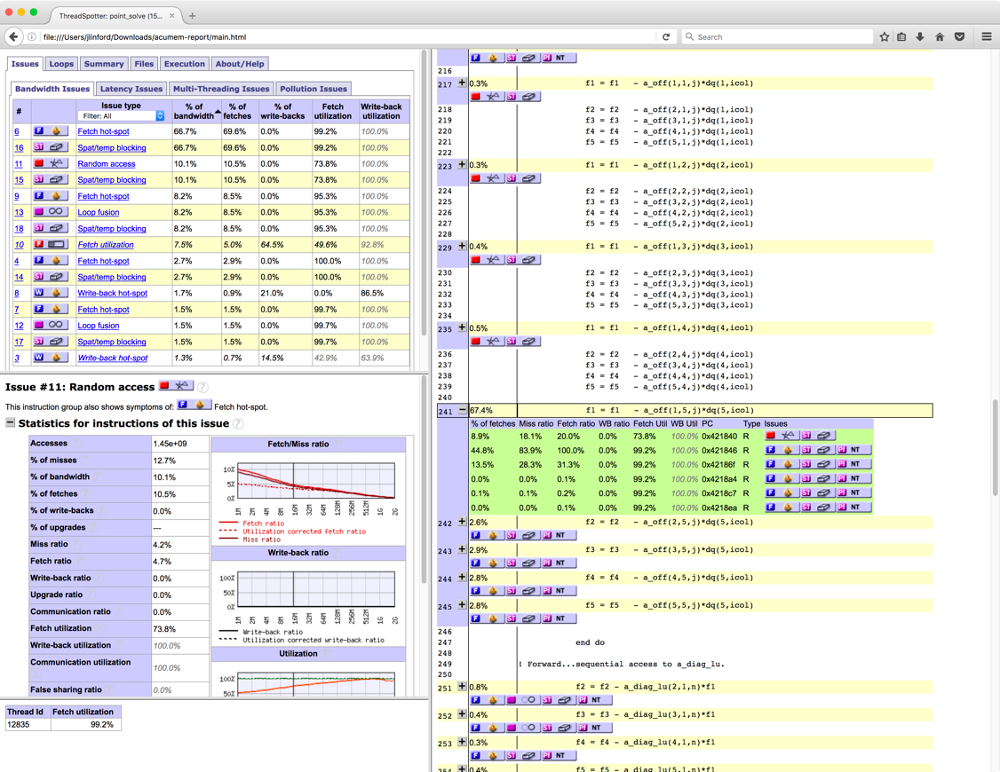 ThreadSpotter: point_solve (15...
file:///Users/jlinford/Downloads/acumem-report/main.html
Search
Issues Loops Summary Files Execution About/Help
Bandwidth Issues Latency Issues Multi-Threading Issues Pollution Issues
# Issue type Filter: All % of bandwidth % of fetches % of write-backs Fetch utilization Write-back utilization
6 F Fetch hot-spot 66.7% 69.6% 0.0% 99.2% 100.0%
16 ST Spat/temp blocking 66.7% 69.6% 0.0% 99.2% 100.0%
11 Random access 10.1% 10.5% 0.0% 73.8% 100.0%
15 ST Spat/temp blocking 10.1% 10.5% 0.0% 73.8% 100.0%
9 F Fetch hot-spot 8.2% 8.5% 0.0% 95.3% 100.0%
13 Loop fusion 8.2% 8.5% 0.0% 95.3% 100.0%
18 ST Spat/temp blocking 8.2% 8.5% 0.0% 95.3% 100.0%
10 F Fetch utilization 7.5% 5.0% 64.5% 49.6% 92.8%
4 F Fetch hot-spot 2.7% 2.9% 0.0% 100.0% 100.0%
14 ST Spat/temp blocking 2.7% 2.9% 0.0% 100.0% 100.0%
8 W Write-back hot-spot 1.7% 0.9% 21.0% 0.0% 86.5%
7 F Fetch hot-spot 1.5% 1.5% 0.0% 99.7% 100.0%
12 Loop fusion 1.5% 1.5% 0.0% 99.7% 100.0%
17 ST Spat/temp blocking 1.5% 1.5% 0.0% 99.7% 100.0%
3 W Write-back hot-spot 1.3% 0.7% 14.5% 42.9% 63.9%
Issue #11: Random access ?
This instruction group also shows symptoms of: F Fetch hot-spot.
Statistics for instructions of this issue ?
Accesses 1.45e+09
% of misses 12.7%
% of bandwidth 10.1%
% of fetches 10.5%
% of write-backs 0.0%
% of upgrades ---
Miss ratio 4.2%
Fetch ratio 4.7%
Write-back ratio 0.0%
Upgrade ratio 0.0%
Communication ratio 0.0%
Fetch utilization 73.8%
Write-back utilization 100.0%
Communication utilization 100.0%
False sharing ratio 0.0%
Fetch/Miss ratio
10%
5%
0%
1M 2M 4M 8M 16M 32M 64M 128M 256M 512M 1G 2G
Fetch ratio
Utilization corrected fetch ratio
Miss ratio
Write-back ratio
100%
50%
0%
1M 2M 4M 8M 16M 32M 64M 128M 256M 512M 1G 2G
Write-back ratio
Utilization corrected write-back ratio
Utilization
100%
50%
Thread Id Fetch utilization
12835 99.2%
F ST PI NT
216
217 + 0.3% f1 = f1 - a_off(1,1,j)*dq(1,icol)
ST
218 f2 = f2 - a_off(2,1,j)*dq(1,icol)
219 f3 = f3 - a_off(3,1,j)*dq(1,icol)
220 f4 = f4 - a_off(4,1,j)*dq(1,icol)
221 f5 = f5 - a_off(5,1,j)*dq(1,icol)
222
223 + 0.3% f1 = f1 - a_off(1,2,j)*dq(2,icol)
ST
224 f2 = f2 - a_off(2,2,j)*dq(2,icol)
225 f3 = f3 - a_off(3,2,j)*dq(2,icol)
226 f4 = f4 - a_off(4,2,j)*dq(2,icol)
227 f5 = f5 - a_off(5,2,j)*dq(2,icol)
228
229 + 0.4% f1 = f1 - a_off(1,3,j)*dq(3,icol)
ST
230 f2 = f2 - a_off(2,3,j)*dq(3,icol)
231 f3 = f3 - a_off(3,3,j)*dq(3,icol)
232 f4 = f4 - a_off(4,3,j)*dq(3,icol)
233 f5 = f5 - a_off(5,3,j)*dq(3,icol)
234
235 + 0.5% f1 = f1 - a_off(1,4,j)*dq(4,icol)
ST
236 f2 = f2 - a_off(2,4,j)*dq(4,icol)
237 f3 = f3 - a_off(3,4,j)*dq(4,icol)
238 f4 = f4 - a_off(4,4,j)*dq(4,icol)
239 f5 = f5 - a_off(5,4,j)*dq(4,icol)
240
241 − 67.4% f1 = f1 - a_off(1,5,j)*dq(5,icol)
% of fetches Miss ratio Fetch ratio WB ratio Fetch Util WB Util PC Type Issues
8.9% 18.1% 20.0% 0.0% 73.8% 100.0% 0x421840 R ST
44.8% 83.9% 100.0% 0.0% 99.2% 100.0% 0x421846 R F ST PI NT
13.5% 28.3% 31.3% 0.0% 99.2% 100.0% 0x42186f R F ST PI NT
0.0% 0.0% 0.1% 0.0% 99.2% 100.0% 0x4218a4 R F ST PI NT
0.1% 0.1% 0.2% 0.0% 99.2% 100.0% 0x4218c7 R F ST PI NT
0.0% 0.0% 0.1% 0.0% 99.2% 100.0% 0x4218ea R F ST PI NT
242 + 2.6% f2 = f2 - a_off(2,5,j)*dq(5,icol)
F ST PI NT
243 + 2.9% f3 = f3 - a_off(3,5,j)*dq(5,icol)
F ST PI NT
244 + 2.8% f4 = f4 - a_off(4,5,j)*dq(5,icol)
F ST PI NT
245 + 2.8% f5 = f5 - a_off(5,5,j)*dq(5,icol)
F ST PI NT
246
247 end do
248
249 ! Forward...sequential access to a_diag_lu.
250
251 + 0.8% f2 = f2 - a_diag_lu(2,1,n)*f1
F ST PI NT
252 + 0.4% f3 = f3 - a_diag_lu(3,1,n)*f1
F ST PI NT
253 + 0.3% f4 = f4 - a_diag_lu(4,1,n)*f1
F ST PI NT
254 + 0.4% f5 = f5 - a_diag_lu(5,1,n)*f1